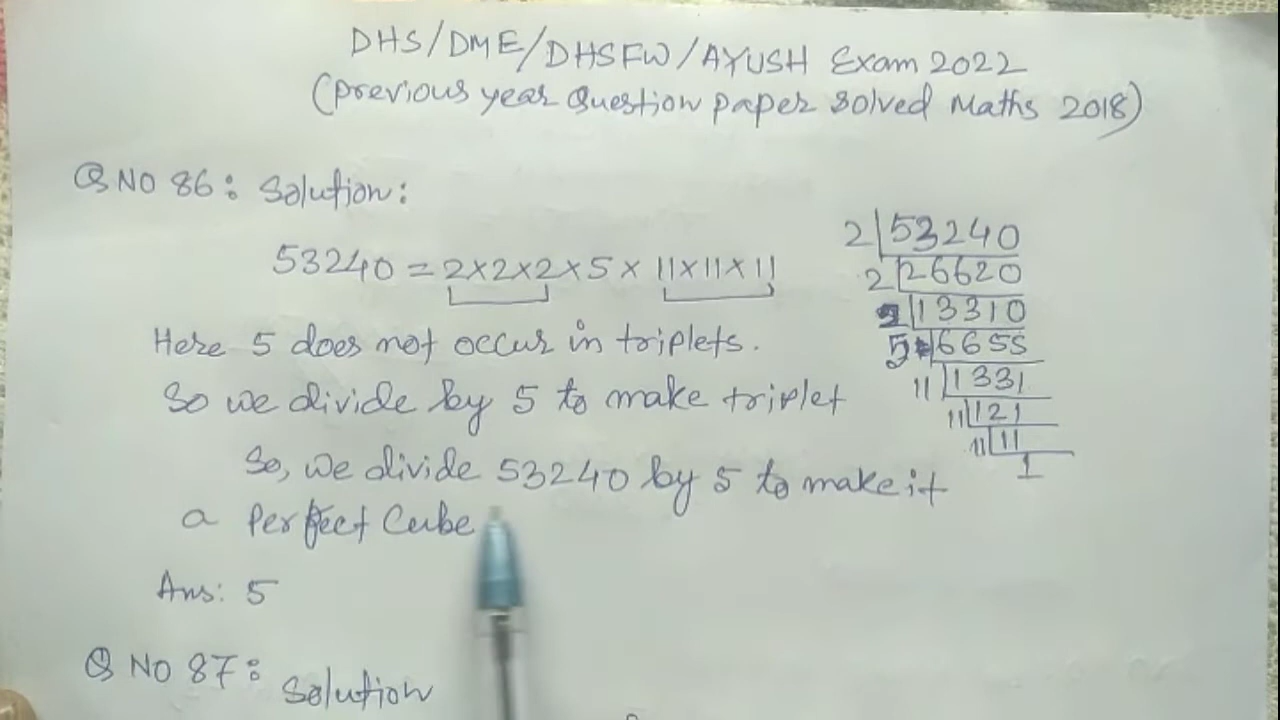 DHS/DME/DHSFW/AYUSH Exam 2022
(previous year Question paper solved Maths 2018)
Q NO 86: Solution:
53240 = 2×2×2×5×11×11×11
Here 5 does not occur in triplets.
So we divide by 5 to make triplet
So, we divide 53240 by 5 to make it
a Perfect Cube
Ans: 5
Q NO 87: Solution
2 53240
2 26620
2 13310
5 6655
11 1331
11 121
11 11
1